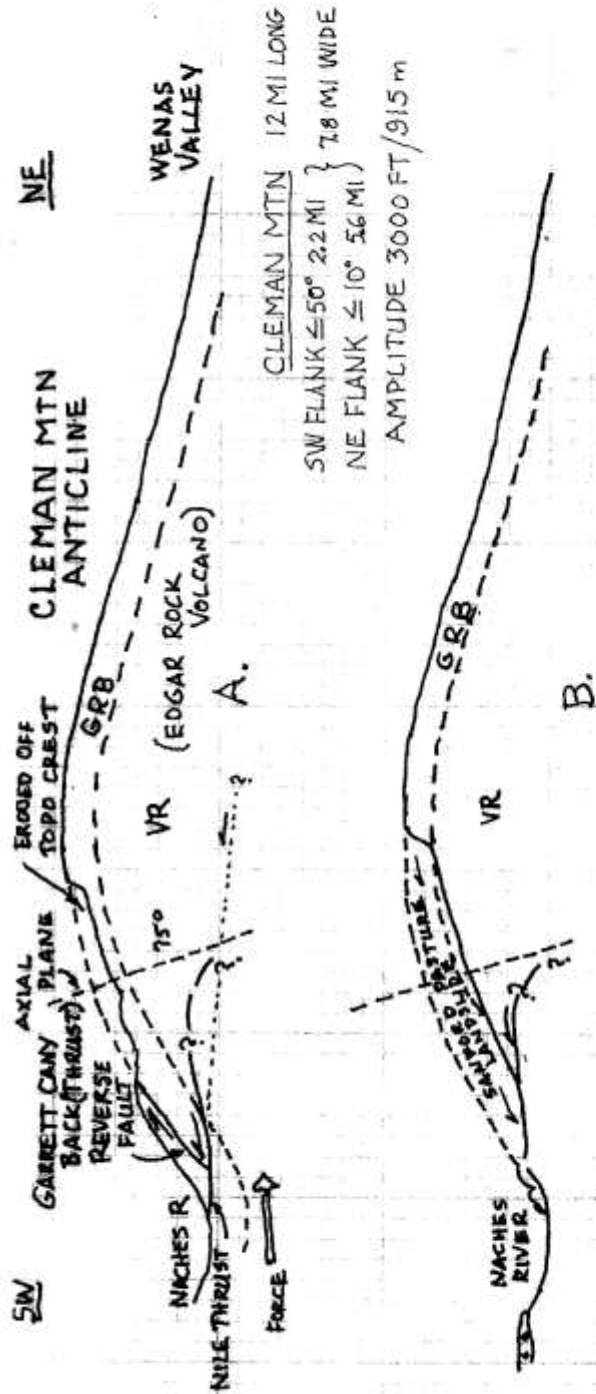 SW
NE
CLEMAN MTN
ANTICLINE
GARRETT CANY
BACK(THRUST)
REVERSE
FAULT
AXIAL
PLANE
ERODED OFF
TOPO CREST
WENAS
VALLEY
75°
GRB
VR
(EDGAR ROCK
VOLCANO)
NACHES R
NILE THRUST
FORCE
?
?
?
A.
CLEMAN MTN 12 MI LONG
SW FLANK ≤50° 2.2 MI } 7.8 MI WIDE
NE FLANK ≤10° 5.6 MI
AMPLITUDE 3000 FT/915m
SANFORD PASTURE
LANDSLIDE
GRB
VR
?
?
NACHES
RIVER
B.